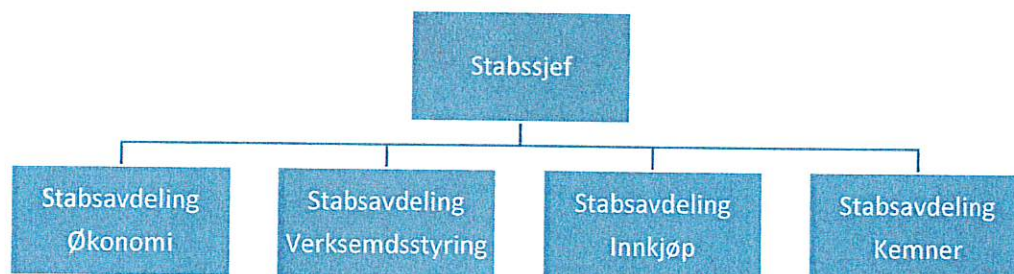 Stabssjef
Stabsavdeling
Økonomi
Stabsavdeling
Verksemdsstyring
Stabsavdeling
Innkjøp
Stabsavdeling
Kemner